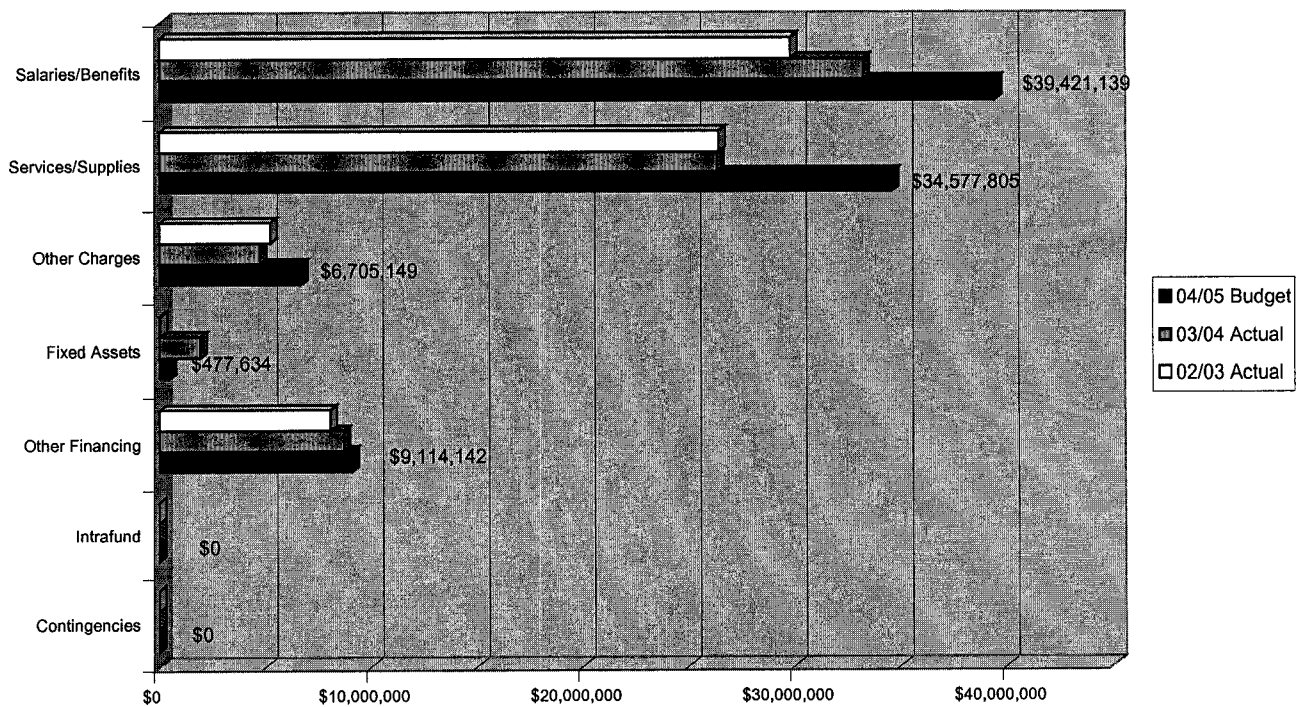 Salaries/Benefits
$39,421,139
Services/Supplies
$34,577,805
Other Charges
$6,705,149
Fixed Assets
$477,634
Other Financing
$9,114,142
Intrafund
$0
Contingencies
$0
$0
$10,000,000
$20,000,000
$30,000,000
$40,000,000
04/05 Budget
03/04 Actual
02/03 Actual